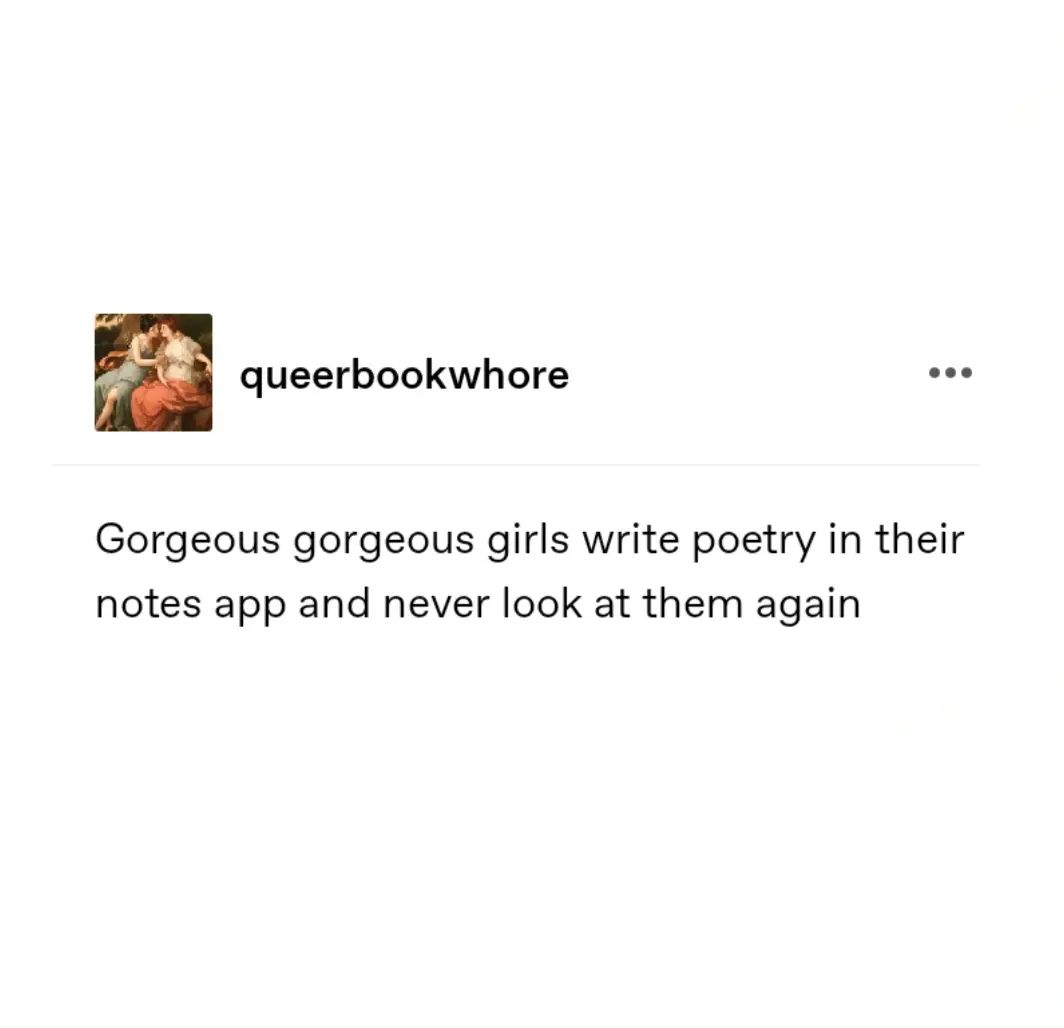 queerbookwhore
Gorgeous gorgeous girls write poetry in their
notes app and never look at them again